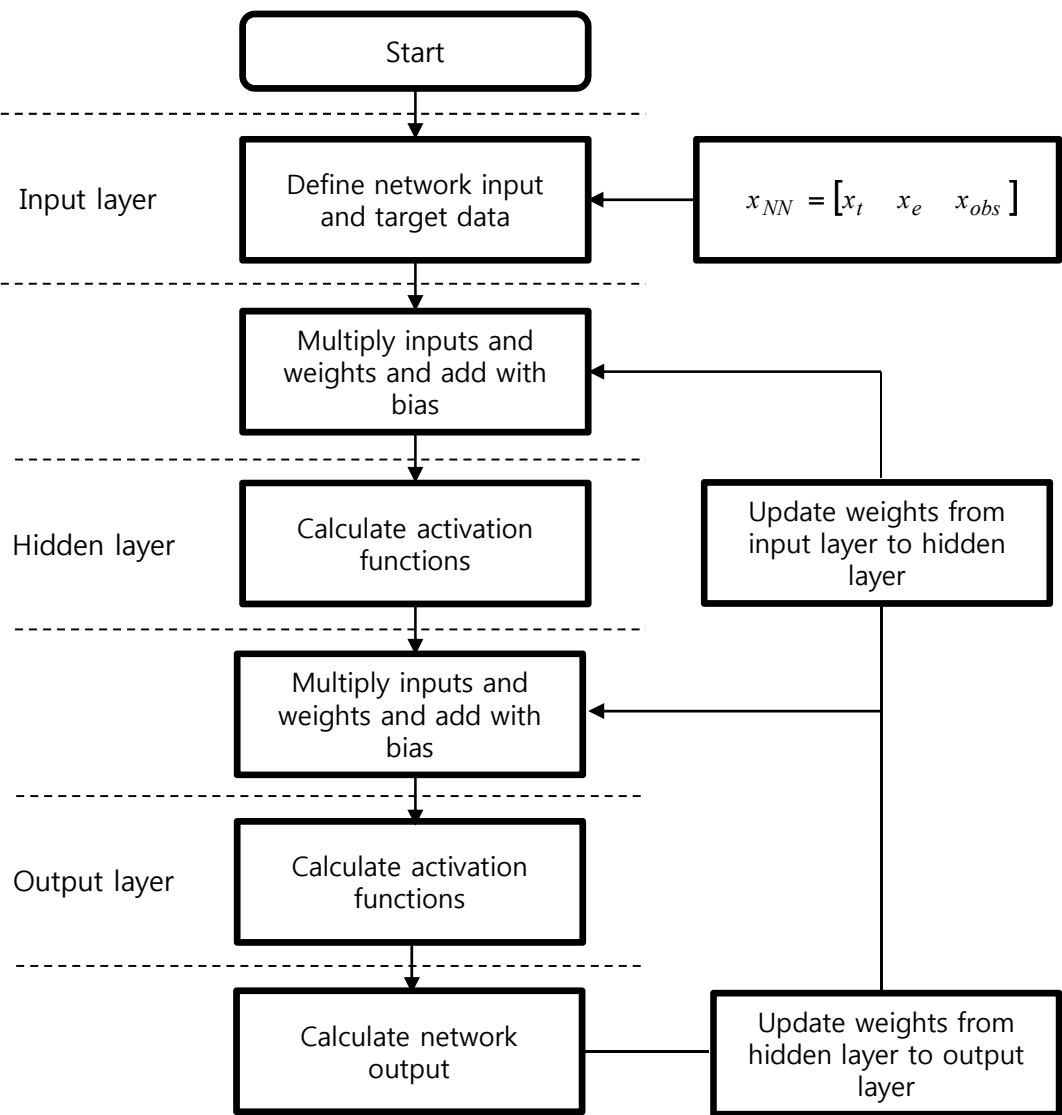 Start
Input layer
Define network input
and target data
x_NN = [x_t x_e x_obs]
Multiply inputs and
weights and add with
bias
Hidden layer
Calculate activation
functions
Update weights from
input layer to hidden
layer
Multiply inputs and
weights and add with
bias
Output layer
Calculate activation
functions
Calculate network
output
Update weights from
hidden layer to output
layer